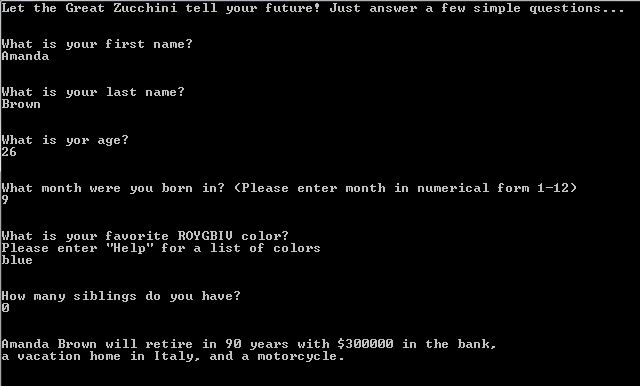 Let the Great Zucchini tell your future! Just answer a few simple questions...
What is your first name?
Amanda
What is your last name?
Brown
What is yor age?
26
What month were you born in? (Please enter month in numerical form 1-12)
9
What is your favorite ROYGBIV color?
Please enter "Help" for a list of colors
blue
How many siblings do you have?
0
Amanda Brown will retire in 90 years with $300000 in the bank,
a vacation home in Italy, and a motorcycle.